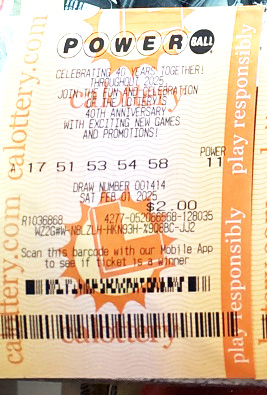 POWERBALL
CELEBRATING 40 YEARS TOGETHER!
THROUGHOUT 2025
JOIN THE FUN AND CELEBRATION
OF THE LOTTERY'S
40TH ANNIVERSARY
WITH EXCITING NEW GAMES
AND PROMOTIONS!
calottery
POWER
A 17 51 53 54 58 11
DRAW NUMBER 001414
SAT FEB 01 2025
$2.00
R1036868 4277-052066568-128035
Scan this barcode with our Mobile App
to see if ticket is a winner
calottery
calottery.com calottery.com
play responsibly play responsibly